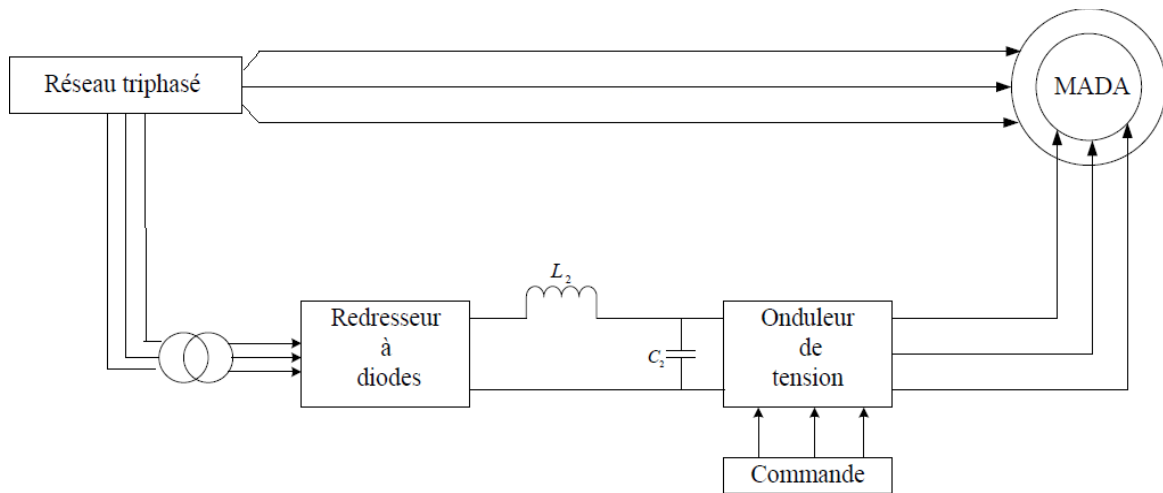 Réseau triphasé
MADA
L₂
Redresseur
à
diodes
C₂
Onduleur
de
tension
Commande